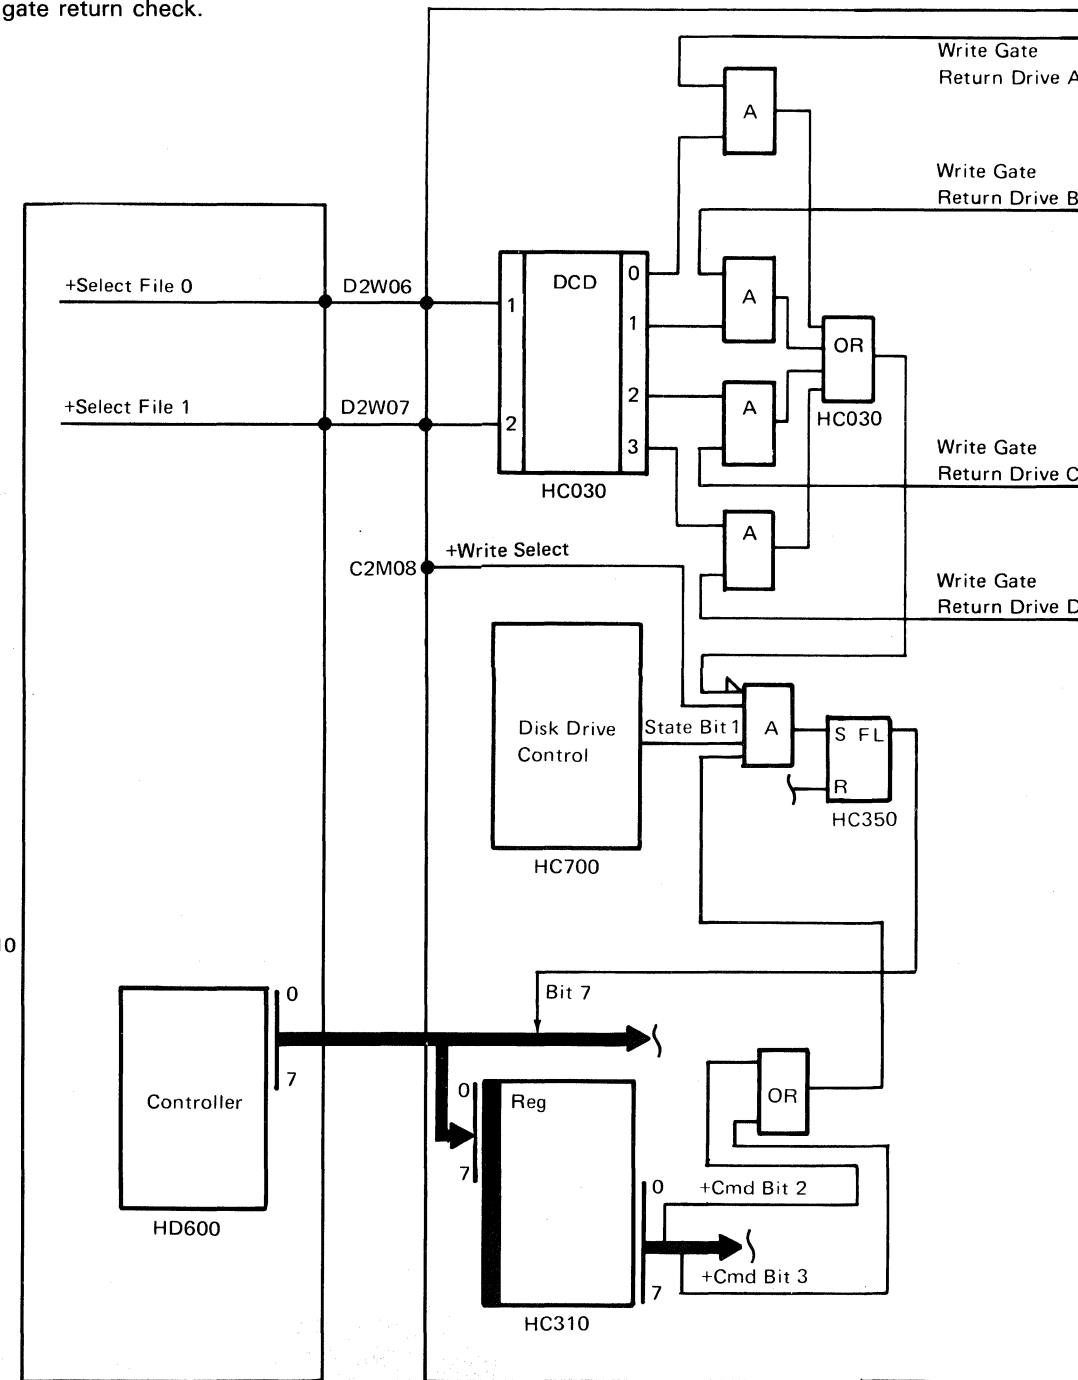 gate return check.
Write Gate
Return Drive A
A
Write Gate
Return Drive B
+Select File 0
D2W06
1
DCD
0
A
1
OR
+Select File 1
D2W07
2
2
A
HC030
3
HC030
Write Gate
Return Drive C
A
+Write Select
C2M08
Write Gate
Return Drive D
Disk Drive
Control
State Bit 1
A
S FL
R
HC350
HC700
10
0
Bit 7
7
Controller
0
Reg
7
OR
HD600
0
+Cmd Bit 2
+Cmd Bit 3
7
HC310